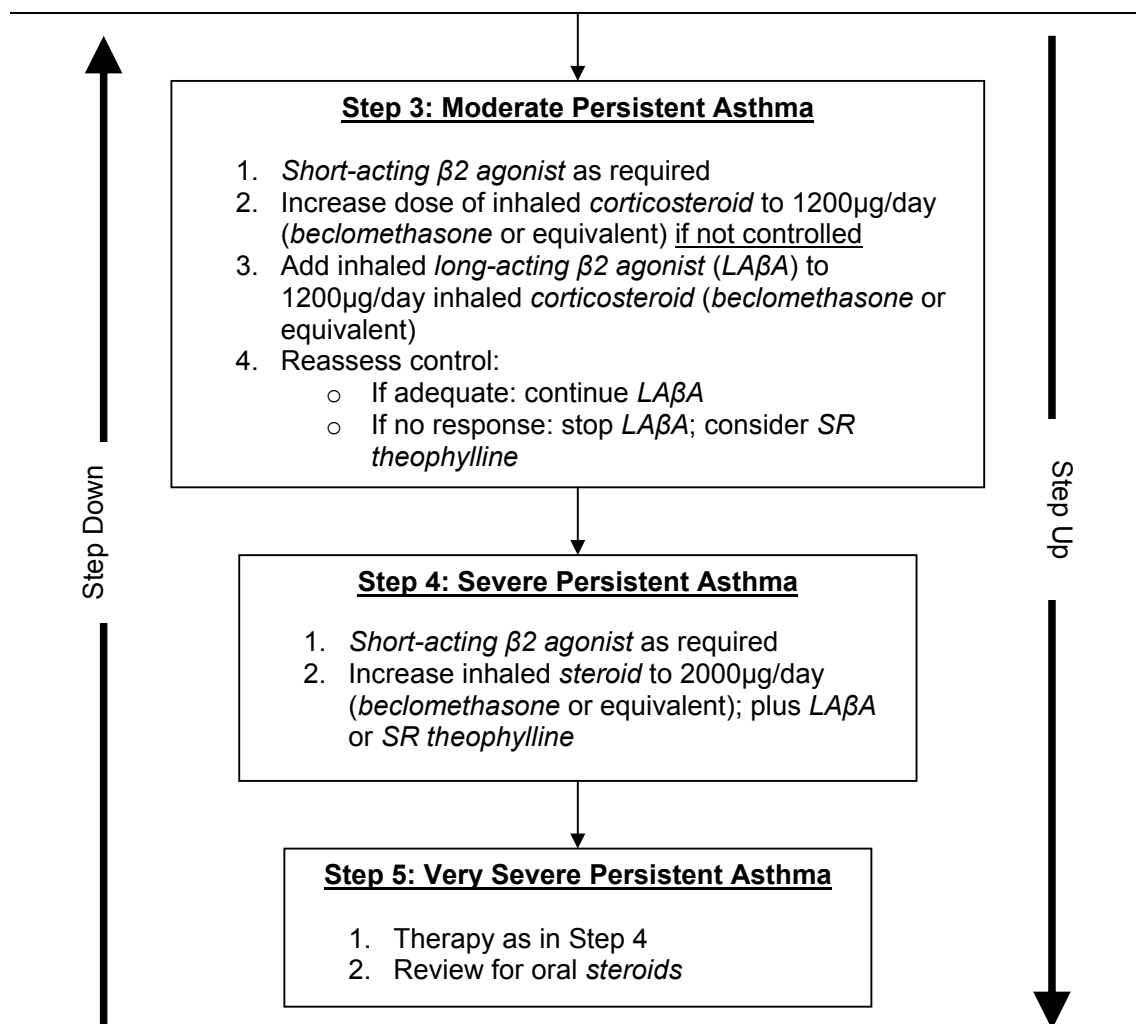 Step 3: Moderate Persistent Asthma
1. Short-acting β2 agonist as required
2. Increase dose of inhaled corticosteroid to 1200µg/day
(beclomethasone or equivalent) if not controlled
3. Add inhaled long-acting β2 agonist (LAβA) to
1200µg/day inhaled corticosteroid (beclomethasone or
equivalent)
4. Reassess control:
o If adequate: continue LAβA
o If no response: stop LAβA; consider SR
theophylline
Step Down
Step Up
Step 4: Severe Persistent Asthma
1. Short-acting β2 agonist as required
2. Increase inhaled steroid to 2000µg/day
(beclomethasone or equivalent); plus LAβA
or SR theophylline
Step 5: Very Severe Persistent Asthma
1. Therapy as in Step 4
2. Review for oral steroids